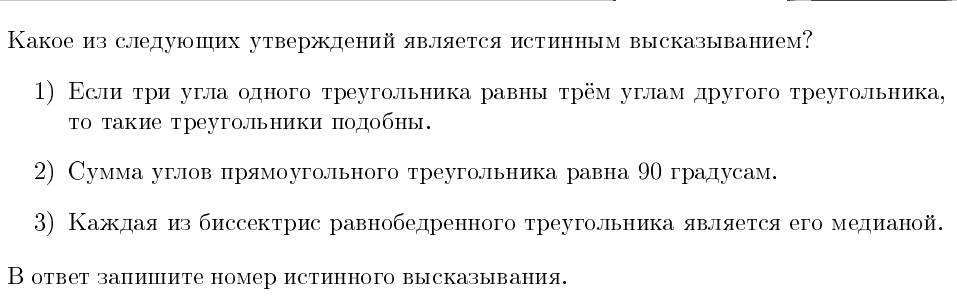 Какое из следующих утверждений является истинным высказыванием?
1) Если три угла одного треугольника равны трём углам другого треугольника,
то такие треугольники подобны.
2) Сумма углов прямоугольного треугольника равна 90 градусам.
3) Каждая из биссектрис равнобедренного треугольника является его медианой.
В ответ запишите номер истинного высказывания.